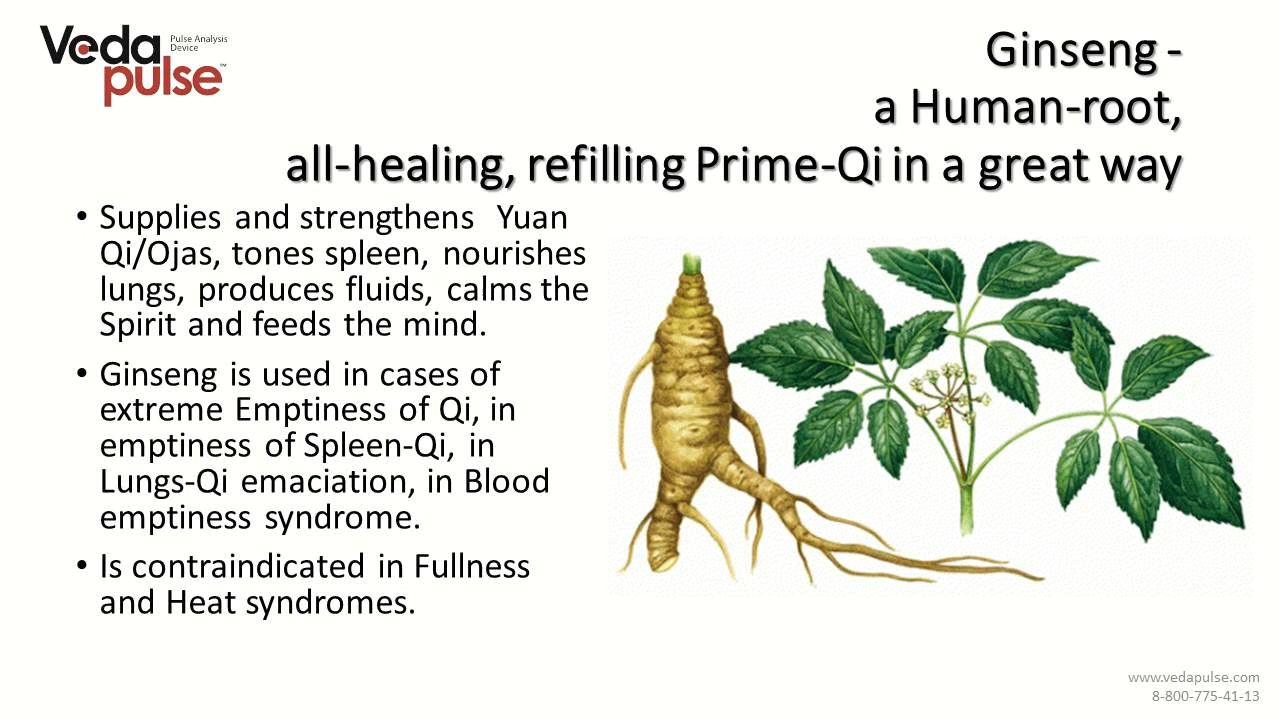 Veda
pulse™
Pulse Analysis
Device
Ginseng -
a Human-root,
all-healing, refilling Prime-Qi in a great way
• Supplies and strengthens Yuan
Qi/Ojas, tones spleen, nourishes
lungs, produces fluids, calms the
Spirit and feeds the mind.
• Ginseng is used in cases of
extreme Emptiness of Qi, in
emptiness of Spleen-Qi, in
Lungs-Qi emaciation, in Blood
emptiness syndrome.
• Is contraindicated in Fullness
and Heat syndromes.
www.vedapulse.com
8-800-775-41-13